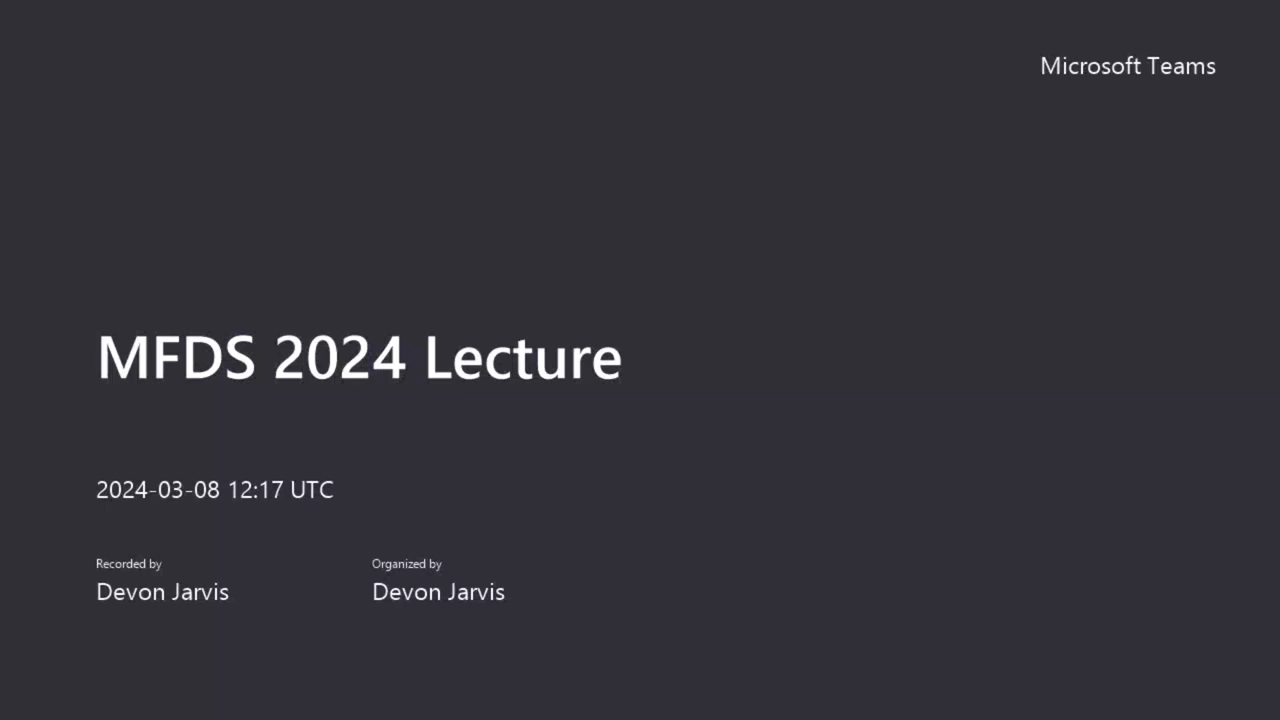 Microsoft Teams
MFDS 2024 Lecture
2024-03-08 12:17 UTC
Recorded by
Devon Jarvis
Organized by
Devon Jarvis